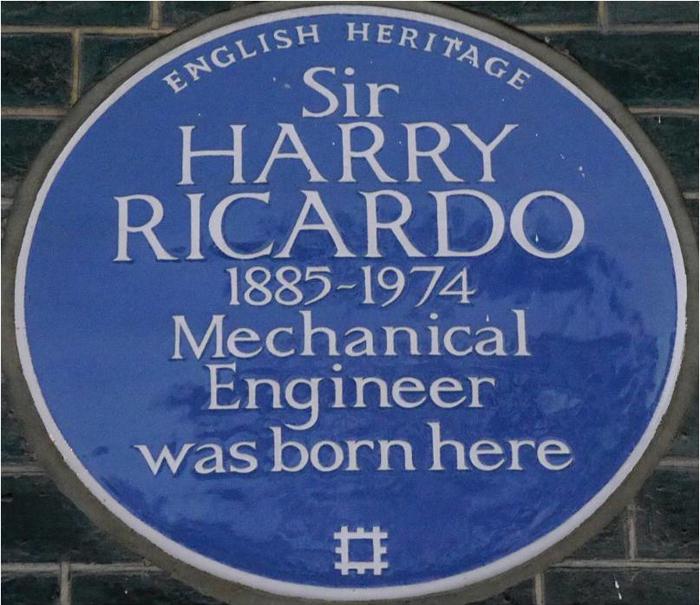 ENGLISH HERITAGE
Sir
HARRY
RICARDO
1885-1974
Mechanical
Engineer
was born here